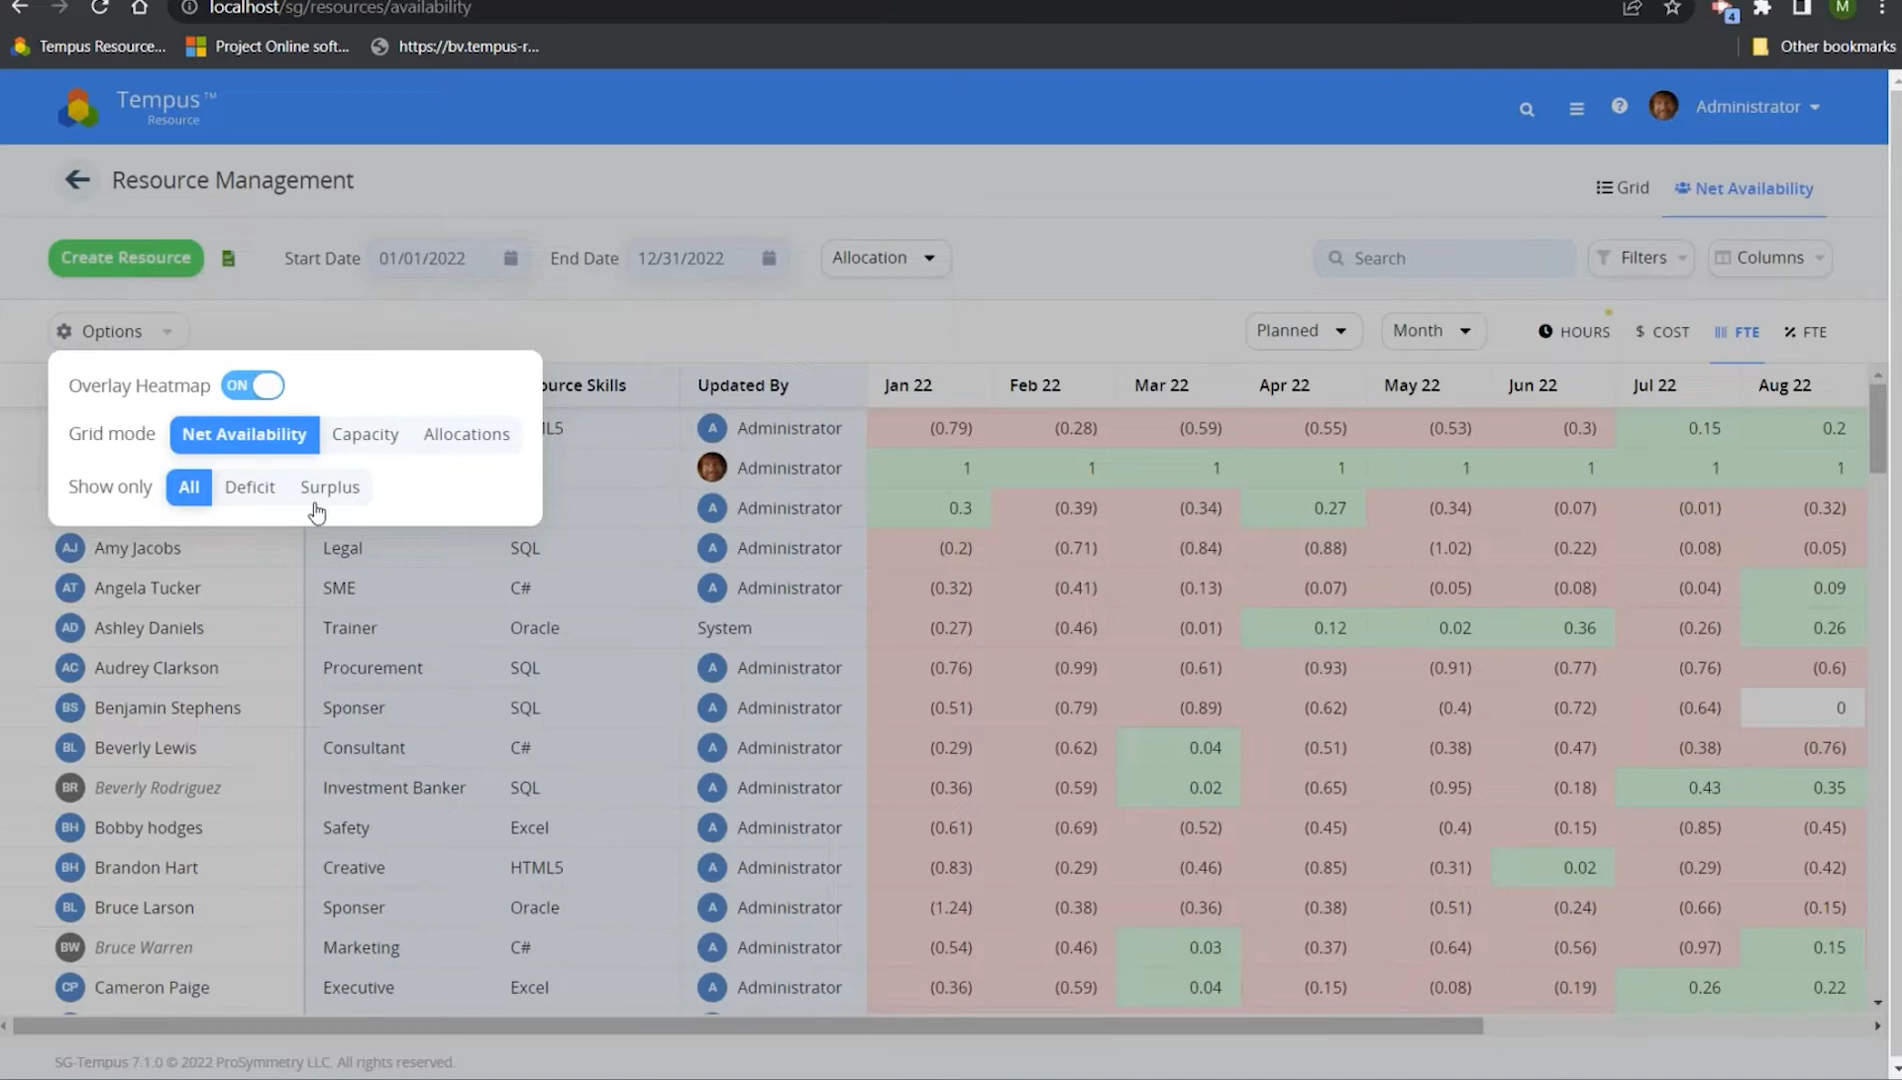 localhost/sg/resources/availability
4
M
Tempus Resource... Project Online soft... https://bv.tempus-r... Other bookmarks
Tempus™
Resource
Administrator
Resource Management
Grid Net Availability
Create Resource Start Date 01/01/2022 End Date 12/31/2022 Allocation Search Filters Columns
Options Planned Month HOURS $ COST FTE FTE
Overlay Heatmap ON
Grid mode Net Availability Capacity Allocations
Show only All Deficit Surplus
ource Skills Updated By Jan 22 Feb 22 Mar 22 Apr 22 May 22 Jun 22 Jul 22 Aug 22
ML5 A Administrator (0.79) (0.28) (0.59) (0.55) (0.53) (0.3) 0.15 0.2
Administrator 1 1 1 1 1 1 1 1
A Administrator 0.3 (0.39) (0.34) 0.27 (0.34) (0.07) (0.01) (0.32)
AJ Amy Jacobs Legal SQL A Administrator (0.2) (0.71) (0.84) (0.88) (1.02) (0.22) (0.08) (0.05)
AT Angela Tucker SME C# A Administrator (0.32) (0.41) (0.13) (0.07) (0.05) (0.08) (0.04) 0.09
AD Ashley Daniels Trainer Oracle System (0.27) (0.46) (0.01) 0.12 0.02 0.36 (0.26) 0.26
AC Audrey Clarkson Procurement SQL A Administrator (0.76) (0.99) (0.61) (0.93) (0.91) (0.77) (0.76) (0.6)
BS Benjamin Stephens Sponser SQL A Administrator (0.51) (0.79) (0.89) (0.62) (0.4) (0.72) (0.64) 0
BL Beverly Lewis Consultant C# A Administrator (0.29) (0.62) 0.04 (0.51) (0.38) (0.47) (0.38) (0.76)
BR Beverly Rodriguez Investment Banker SQL A Administrator (0.36) (0.59) 0.02 (0.65) (0.95) (0.18) 0.43 0.35
BH Bobby hodges Safety Excel A Administrator (0.61) (0.69) (0.52) (0.45) (0.4) (0.15) (0.85) (0.45)
BH Brandon Hart Creative HTML5 A Administrator (0.83) (0.29) (0.46) (0.85) (0.31) 0.02 (0.29) (0.42)
BL Bruce Larson Sponser Oracle A Administrator (1.24) (0.38) (0.36) (0.38) (0.51) (0.24) (0.66) (0.15)
BW Bruce Warren Marketing C# A Administrator (0.54) (0.46) 0.03 (0.37) (0.64) (0.56) (0.97) 0.15
CP Cameron Paige Executive Excel A Administrator (0.36) (0.59) 0.04 (0.15) (0.08) (0.19) 0.26 0.22
SG-Tempus 7.1.0 © 2022 ProSymmetry LLC. All rights reserved.